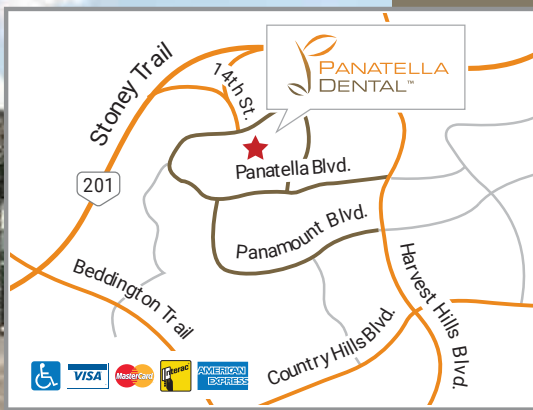 Stoney Trail
14th St.
PANATELLA
DENTAL™
201
Panatella Blvd.
Panamount Blvd.
Beddington Trail
Harvest Hills Blvd.
Country Hills Blvd.
VISA
MasterCard
Interac
AMERICAN
EXPRESS